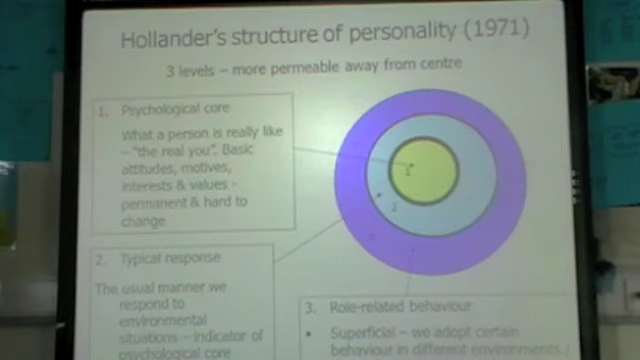 Hollander's structure of personality (1971)
3 levels – more permeable away from centre
1. Psychological core
What a person is really like
– "the real you". Basic
attitudes, motives,
interests & values -
permanent & hard to
change
1
2
2. Typical response
The usual manner we
respond to
environmental
situations – indicator of
psychological core
3. Role-related behaviour
• Superficial – we adopt certain
behaviour in different environments